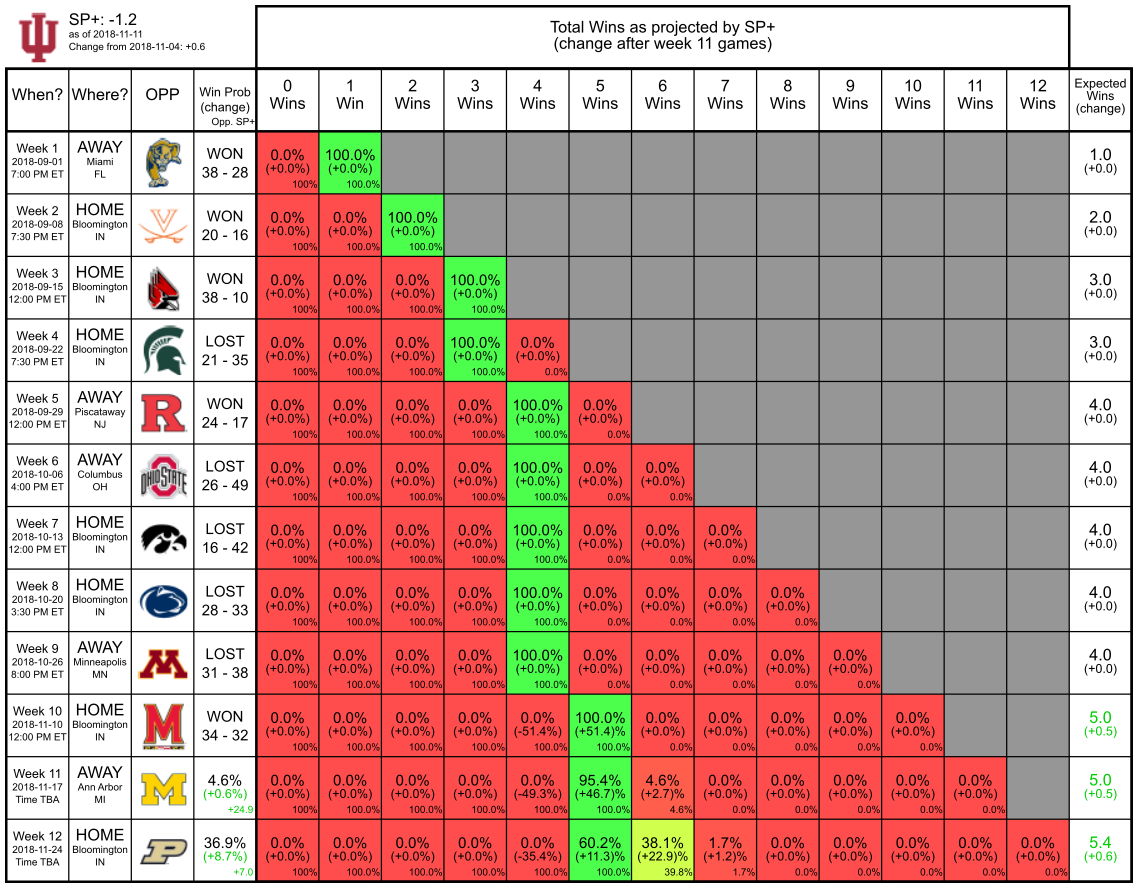 SP+: -1.2
as of 2018-11-11
Change from 2018-11-04: +0.6
Total Wins as projected by SP+
(change after week 11 games)
When? Where? OPP Win Prob (change) Opp. SP+ 0 Wins 1 Win 2 Wins 3 Wins 4 Wins 5 Wins 6 Wins 7 Wins 8 Wins 9 Wins 10 Wins 11 Wins 12 Wins Expected Wins (change)
Week 1 AWAY WON 0.0% 100.0% 1.0
2018-09-01 Miami (+0.0%) (+0.0%) (+0.0)
7:00 PM ET FL 38 - 28 100% 100.0%
Week 2 HOME V WON 0.0% 0.0% 100.0% 2.0
2018-09-08 Bloomington (+0.0%) (+0.0%) (+0.0%) (+0.0)
7:30 PM ET IN 20 - 16 100% 100.0% 100.0%
Week 3 HOME WON 0.0% 0.0% 0.0% 100.0% 3.0
2018-09-15 Bloomington (+0.0%) (+0.0%) (+0.0%) (+0.0%) (+0.0)
12:00 PM ET IN 38 - 10 100% 100.0% 100.0% 100.0%
Week 4 HOME LOST 0.0% 0.0% 0.0% 100.0% 0.0% 3.0
2018-09-22 Bloomington (+0.0%) (+0.0%) (+0.0%) (+0.0%) (+0.0%) (+0.0)
7:30 PM ET IN 21 - 35 100% 100.0% 100.0% 100.0% 0.0%
Week 5 AWAY R WON 0.0% 0.0% 0.0% 0.0% 100.0% 0.0% 4.0
2018-09-29 Piscataway (+0.0%) (+0.0%) (+0.0%) (+0.0%) (+0.0%) (+0.0%) (+0.0)
12:00 PM ET NJ 24 - 17 100% 100.0% 100.0% 100.0% 100.0% 0.0%
Week 6 AWAY OHIO STATE LOST 0.0% 0.0% 0.0% 0.0% 100.0% 0.0% 0.0% 4.0
2018-10-06 Columbus (+0.0%) (+0.0%) (+0.0%) (+0.0%) (+0.0%) (+0.0%) (+0.0%) (+0.0)
4:00 PM ET OH 26 - 49 100% 100.0% 100.0% 100.0% 100.0% 0.0% 0.0%
Week 7 HOME LOST 0.0% 0.0% 0.0% 0.0% 100.0% 0.0% 0.0% 0.0% 4.0
2018-10-13 Bloomington (+0.0%) (+0.0%) (+0.0%) (+0.0%) (+0.0%) (+0.0%) (+0.0%) (+0.0%) (+0.0)
12:00 PM ET IN 16 - 42 100% 100.0% 100.0% 100.0% 100.0% 0.0% 0.0% 0.0%
Week 8 HOME LOST 0.0% 0.0% 0.0% 0.0% 100.0% 0.0% 0.0% 0.0% 0.0% 4.0
2018-10-20 Bloomington (+0.0%) (+0.0%) (+0.0%) (+0.0%) (+0.0%) (+0.0%) (+0.0%) (+0.0%) (+0.0%) (+0.0)
3:30 PM ET IN 28 - 33 100% 100.0% 100.0% 100.0% 100.0% 0.0% 0.0% 0.0% 0.0%
Week 9 AWAY M LOST 0.0% 0.0% 0.0% 0.0% 100.0% 0.0% 0.0% 0.0% 0.0% 0.0% 4.0
2018-10-26 Minneapolis (+0.0%) (+0.0%) (+0.0%) (+0.0%) (+0.0%) (+0.0%) (+0.0%) (+0.0%) (+0.0%) (+0.0%) (+0.0)
8:00 PM ET MN 31 - 38 100% 100.0% 100.0% 100.0% 100.0% 0.0% 0.0% 0.0% 0.0% 0.0%
Week 10 HOME M WON 0.0% 0.0% 0.0% 0.0% 0.0% 100.0% 0.0% 0.0% 0.0% 0.0% 0.0% 5.0
2018-11-10 Bloomington (+0.0%) (+0.0%) (+0.0%) (+0.0%) (-51.4%) (+51.4)% (+0.0%) (+0.0%) (+0.0%) (+0.0%) (+0.0%) (+0.5)
12:00 PM ET IN 34 - 32 100% 100.0% 100.0% 100.0% 100.0% 100.0% 0.0% 0.0% 0.0% 0.0% 0.0%
Week 11 AWAY M 4.6% 0.0% 0.0% 0.0% 0.0% 0.0% 95.4% 4.6% 0.0% 0.0% 0.0% 0.0% 0.0% 5.0
2018-11-17 Ann Arbor (+0.6%) (+0.0%) (+0.0%) (+0.0%) (+0.0%) (-49.3%) (+46.7)% (+2.7)% (+0.0%) (+0.0%) (+0.0%) (+0.0%) (+0.0%) (+0.5)
Time TBA MI +24.9 100% 100.0% 100.0% 100.0% 100.0% 100.0% 4.6% 0.0% 0.0% 0.0% 0.0% 0.0%
Week 12 HOME P 36.9% 0.0% 0.0% 0.0% 0.0% 0.0% 60.2% 38.1% 1.7% 0.0% 0.0% 0.0% 0.0% 0.0% 5.4
2018-11-24 Bloomington (+8.7%) (+0.0%) (+0.0%) (+0.0%) (+0.0%) (-35.4%) (+11.3)% (+22.9)% (+1.2)% (+0.0%) (+0.0%) (+0.0%) (+0.0%) (+0.0%) (+0.6)
Time TBA IN +7.0 100% 100.0% 100.0% 100.0% 100.0% 100.0% 39.8% 1.7% 0.0% 0.0% 0.0% 0.0% 0.0%